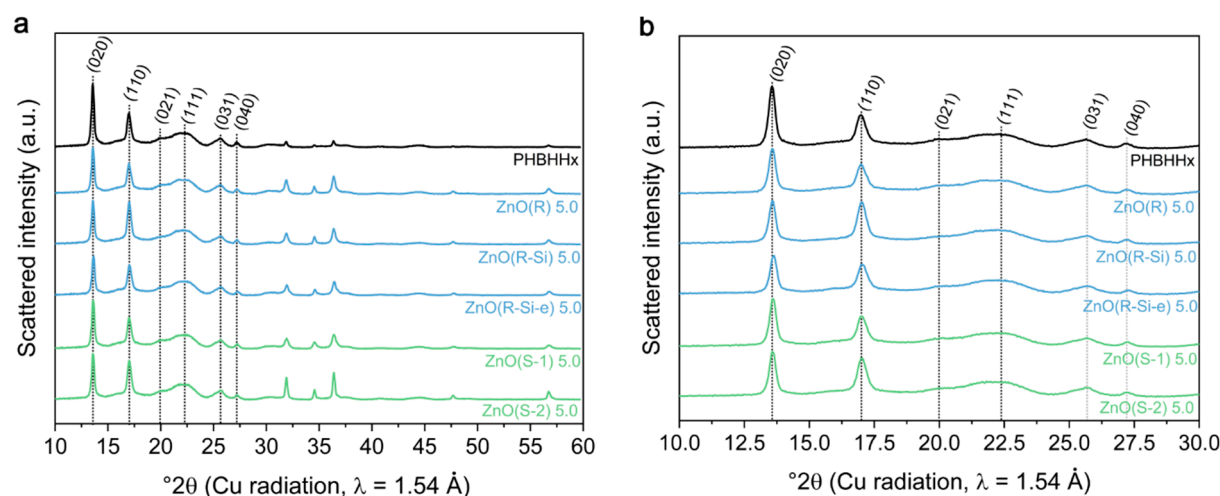 a
(020)
(110)
(021)
(111)
(031)
(040)
PHBHHx
ZnO(R) 5.0
ZnO(R-Si) 5.0
ZnO(R-Si-e) 5.0
ZnO(S-1) 5.0
ZnO(S-2) 5.0
Scattered intensity (a.u.)
10 15 20 25 30 35 40 45 50 55 60
°2θ (Cu radiation, λ = 1.54 Å)
b
(020)
(110)
(021)
(111)
(031)
(040)
PHBHHx
ZnO(R) 5.0
ZnO(R-Si) 5.0
ZnO(R-Si-e) 5.0
ZnO(S-1) 5.0
ZnO(S-2) 5.0
Scattered intensity (a.u.)
10.0 12.5 15.0 17.5 20.0 22.5 25.0 27.5 30.0
°2θ (Cu radiation, λ = 1.54 Å)